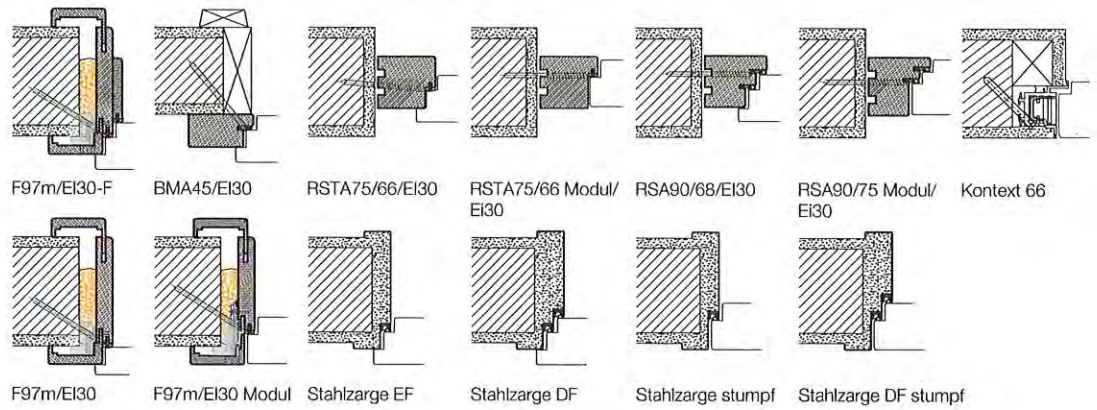 F97m/EI30-F
BMA45/EI30
RSTA75/66/EI30
RSTA75/66 Modul/
EI30
RSA90/68/EI30
RSA90/75 Modul/
EI30
Kontext 66
F97m/EI30
F97m/EI30 Modul
Stahlzarge EF
Stahlzarge DF
Stahlzarge stumpf
Stahlzarge DF stumpf